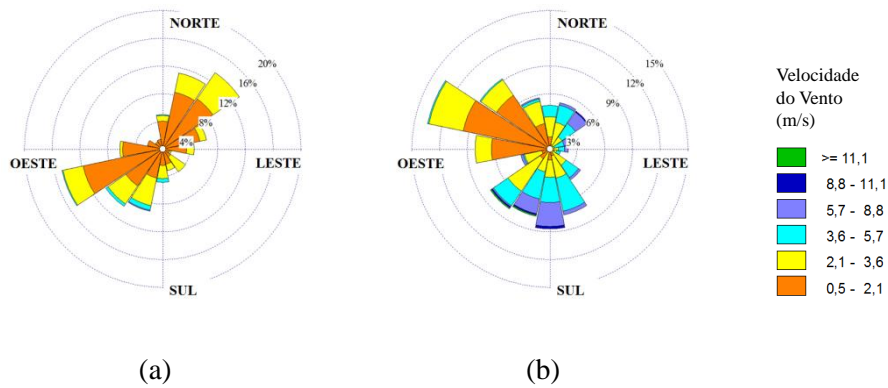 NORTE
20%
16%
12%
8%
4%
OESTE
LESTE
SUL
(a)
NORTE
15%
12%
9%
6%
3%
OESTE
LESTE
SUL
(b)
Velocidade
do Vento
(m/s)
>= 11,1
8,8 - 11,1
5,7 - 8,8
3,6 - 5,7
2,1 - 3,6
0,5 - 2,1